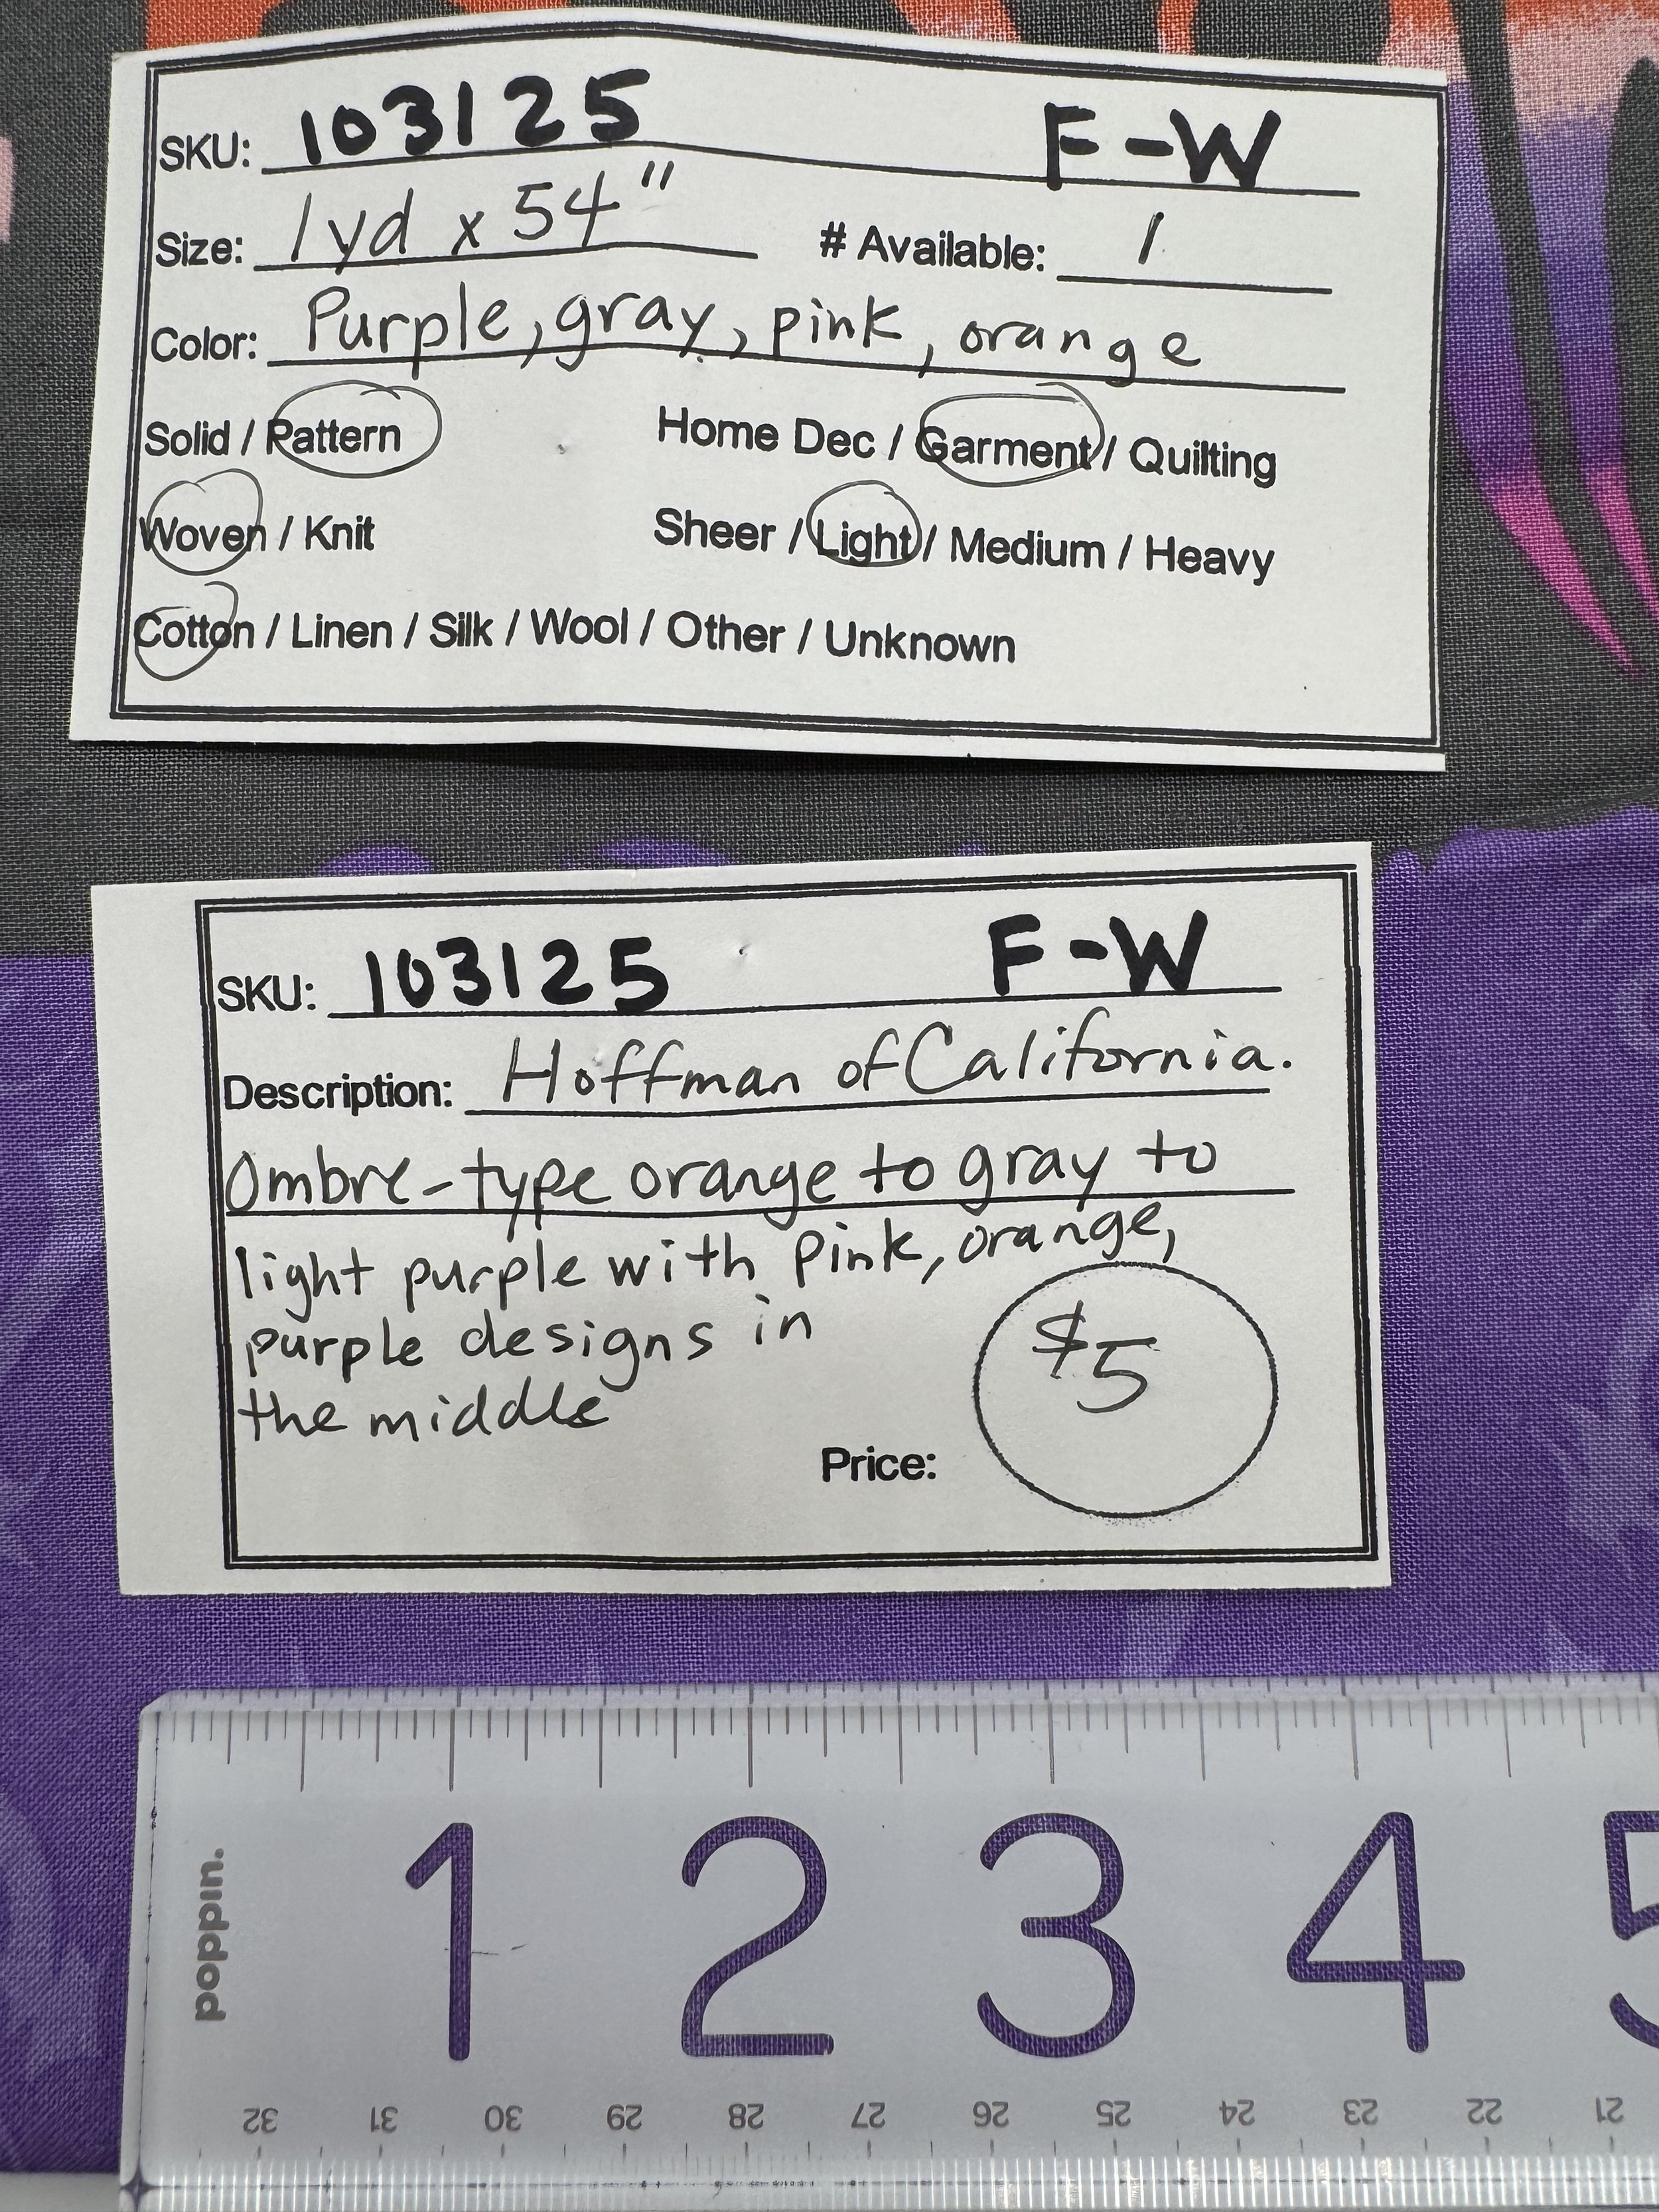 SKU: 103125 F-W
Size: 1yd x 54" # Available: 1
Color: Purple, gray, pink, orange
Solid / Pattern Home Dec / Garment / Quilting
Woven / Knit Sheer / Light / Medium / Heavy
Cotton / Linen / Silk / Wool / Other / Unknown
SKU: 103125 F-W
Description: Hoffman of California.
Ombre-type orange to gray to
light purple with pink, orange,
purple designs in
the middle
$5
Price:
poppin.
1 2 3 4 5
32 31 30 29 28 27 26 25 24 23 22 21